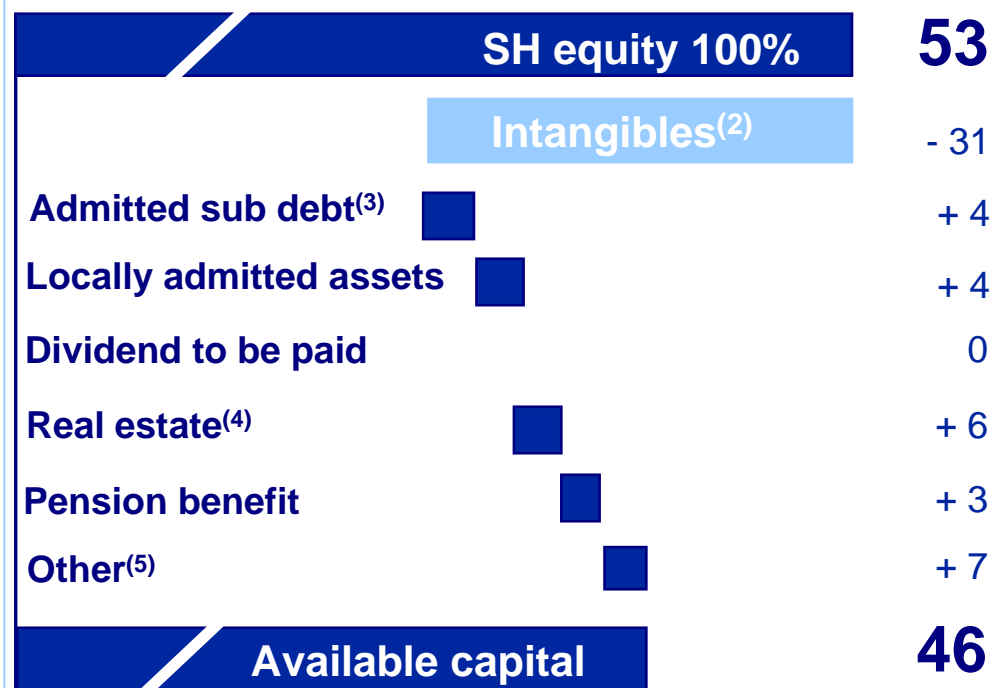 SH equity 100% 53
Intangibles(2) - 31
Admitted sub debt(3) + 4
Locally admitted assets + 4
Dividend to be paid 0
Real estate(4) + 6
Pension benefit + 3
Other(5) + 7
Available capital 46